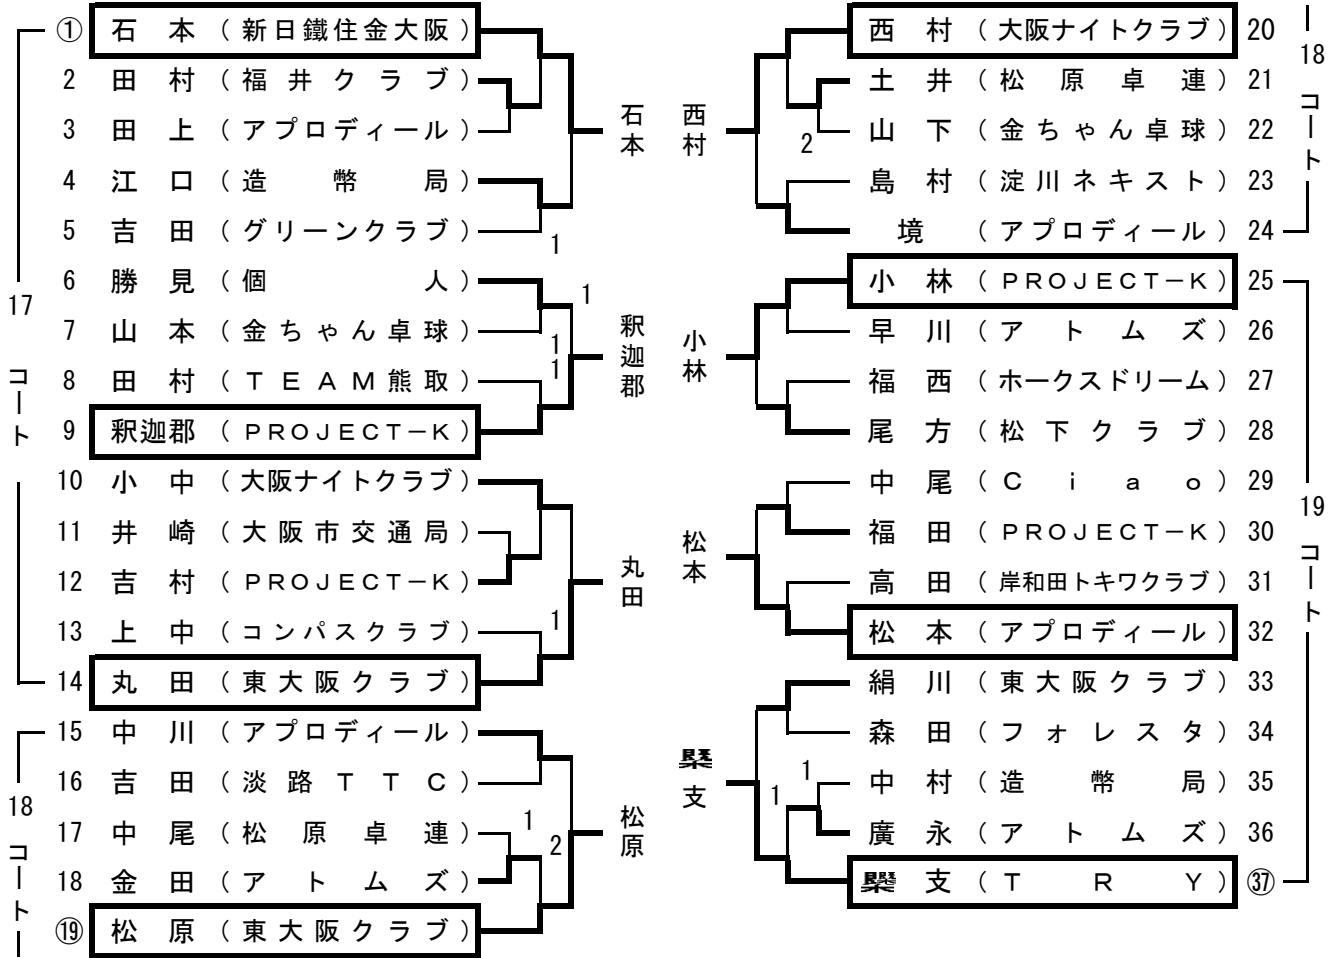 ① 石本（新日鐵住金大阪）
2 田村（福井クラブ）
3 田上（アプロディール）
4 江口（造幣局）
5 吉田（グリーンクラブ）
1
6 勝見（個人）
1
7 山本（金ちゃん卓球）
1
8 田村（ＴＥＡＭ熊取）
1
9 釈迦郡（ＰＲＯＪＥＣＴ－Ｋ）
17コート
10 小中（大阪ナイトクラブ）
11 井崎（大阪市交通局）
12 吉村（ＰＲＯＪＥＣＴ－Ｋ）
13 上中（コンパスクラブ）
1
14 丸田（東大阪クラブ）
15 中川（アプロディール）
16 吉田（淡路ＴＴＣ）
17 中尾（松原卓連）
1
2
18 金田（アトムズ）
⑲ 松原（東大阪クラブ）
18コート
石本
釈迦郡
丸田
松原
西村
小林
松本
支
西村（大阪ナイトクラブ）20
土井（松原卓連）21
山下（金ちゃん卓球）22
2
島村（淀川ネキスト）23
境（アプロディール）24
18コート
小林（ＰＲＯＪＥＣＴ－Ｋ）25
早川（アトムズ）26
福西（ホークスドリーム）27
尾方（松下クラブ）28
中尾（Ｃｉａｏ）29
福田（ＰＲＯＪＥＣＴ－Ｋ）30
高田（岸和田トキワクラブ）31
松本（アプロディール）32
絹川（東大阪クラブ）33
森田（フォレスタ）34
1
中村（造幣局）35
1
廣永（アトムズ）36
支（ＴＲＹ）㊲
19コート